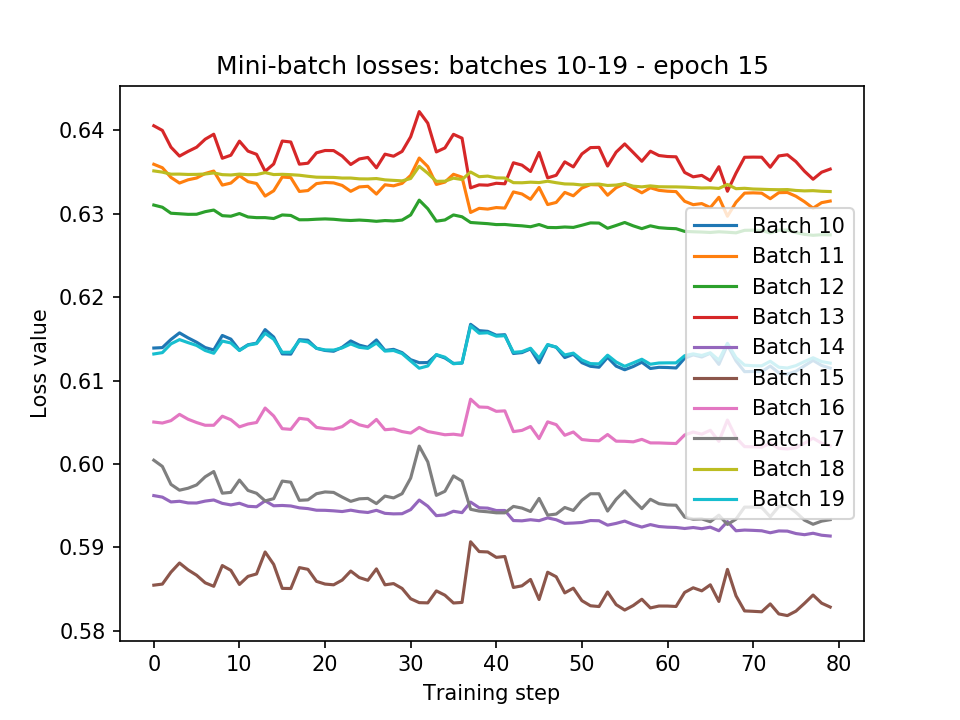 Mini-batch losses: batches 10-19 - epoch 15
0.64
0.63
0.62
0.61
0.60
0.59
0.58
Loss value
Batch 10
Batch 11
Batch 12
Batch 13
Batch 14
Batch 15
Batch 16
Batch 17
Batch 18
Batch 19
0 10 20 30 40 50 60 70 80
Training step